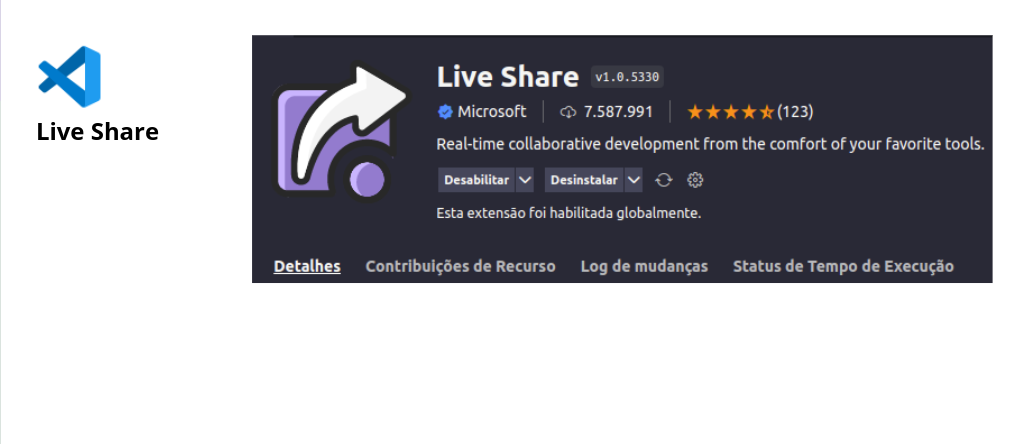 Live Share
Live Share v1.0.5330
Microsoft 7.587.991 (123)
Real-time collaborative development from the comfort of your favorite tools.
Desabilitar Desinstalar
Esta extensão foi habilitada globalmente.
Detalhes Contribuições de Recurso Log de mudanças Status de Tempo de Execução